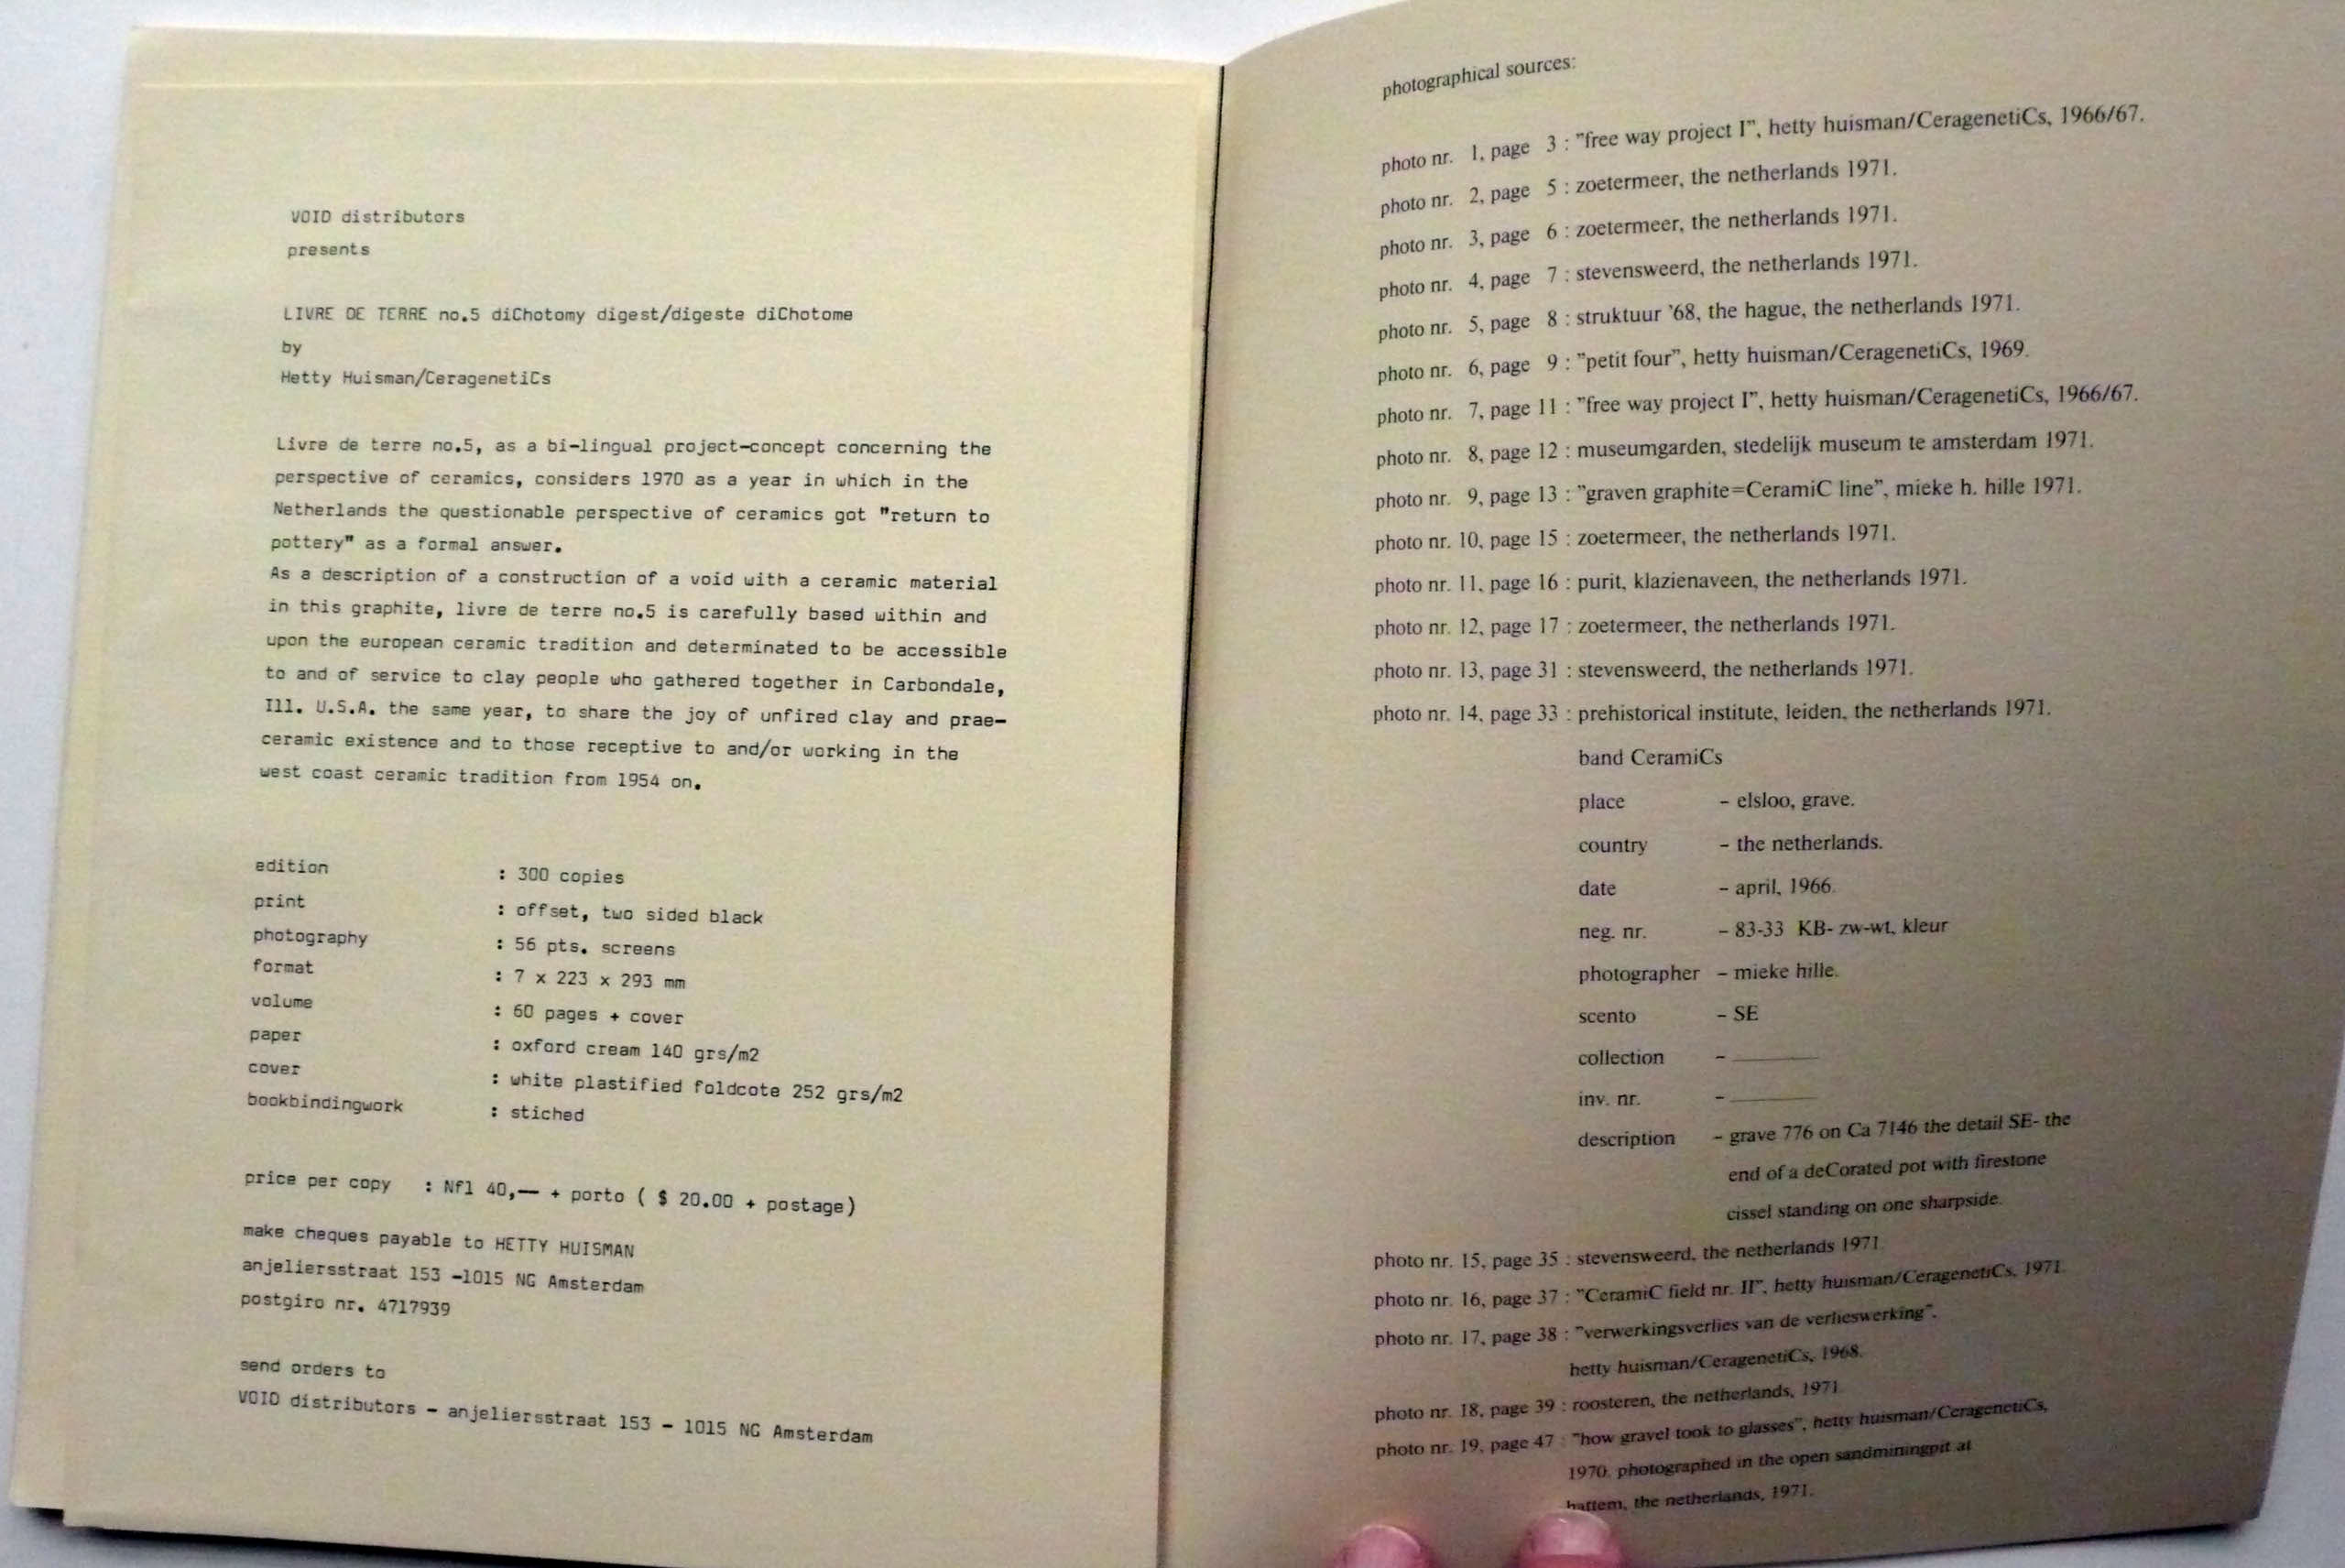 VOID distributors
presents
LIVRE DE TERRE no.5 diChotomy digest/digeste diChotome
by
Hetty Huisman/CeragenetiCs
Livre de terre no.5, as a bi-lingual project-concept concerning the
perspective of ceramics, considers 1970 as a year in which in the
Netherlands the questionable perspective of ceramics got "return to
pottery" as a formal answer.
As a description of a construction of a void with a ceramic material
in this graphite, livre de terre no.5 is carefully based within and
upon the european ceramic tradition and determinated to be accessible
to and of service to clay people who gathered together in Carbondale,
Ill. U.S.A. the same year, to share the joy of unfired clay and prae-
ceramic existence and to those receptive to and/or working in the
west coast ceramic tradition from 1954 on.
edition : 300 copies
print : offset, two sided black
photography : 56 pts. screens
format : 7 x 223 x 293 mm
volume : 60 pages + cover
paper : oxford cream 140 grs/m2
cover : white plastified foldcote 252 grs/m2
bookbindingwork : stiched
price per copy : Nfl 40,-- + porto ( $ 20.00 + postage)
make cheques payable to HETTY HUISMAN
anjeliersstraat 153 -1015 NG Amsterdam
postgiro nr. 4717939
send orders to
VOID distributors - anjeliersstraat 153 - 1015 NG Amsterdam
photographical sources:
photo nr. 1, page 3 : "free way project I", hetty huisman/CeragenetiCs, 1966/67.
photo nr. 2, page 5 : zoetermeer, the netherlands 1971.
photo nr. 3, page 6 : zoetermeer, the netherlands 1971.
photo nr. 4, page 7 : stevensweerd, the netherlands 1971.
photo nr. 5, page 8 : struktuur '68, the hague, the netherlands 1971.
photo nr. 6, page 9 : "petit four", hetty huisman/CeragenetiCs, 1969.
photo nr. 7, page 11 : "free way project I", hetty huisman/CeragenetiCs, 1966/67.
photo nr. 8, page 12 : museumgarden, stedelijk museum te amsterdam 1971.
photo nr. 9, page 13 : "graven graphite=CeramiC line", mieke h. hille 1971.
photo nr. 10, page 15 : zoetermeer, the netherlands 1971.
photo nr. 11, page 16 : purit, klazienaveen, the netherlands 1971.
photo nr. 12, page 17 : zoetermeer, the netherlands 1971.
photo nr. 13, page 31 : stevensweerd, the netherlands 1971.
photo nr. 14, page 33 : prehistorical institute, leiden, the netherlands 1971.
band CeramiCs
place – elsloo, grave.
country – the netherlands.
date – april, 1966.
neg. nr. – 83-33 KB- zw-wt, kleur
photographer – mieke hille.
scento – SE
collection –
inv. nr. –
description – grave 776 on Ca 7146 the detail SE- the
end of a deCorated pot with firestone
cissel standing on one sharpside.
photo nr. 15, page 35 : stevensweerd, the netherlands 1971.
photo nr. 16, page 37 : "CeramiC field nr. II", hetty huisman/CeragenetiCs, 1971.
photo nr. 17, page 38 : "verwerkingsverlies van de verlieswerking".
hetty huisman/CeragenetiCs, 1968.
photo nr. 18, page 39 : roosteren, the netherlands, 1971.
photo nr. 19, page 47 : "how gravel took to glasses", hetty huisman/CeragenetiCs,
1970. photographed in the open sandminingpit at
hattem, the netherlands, 1971.